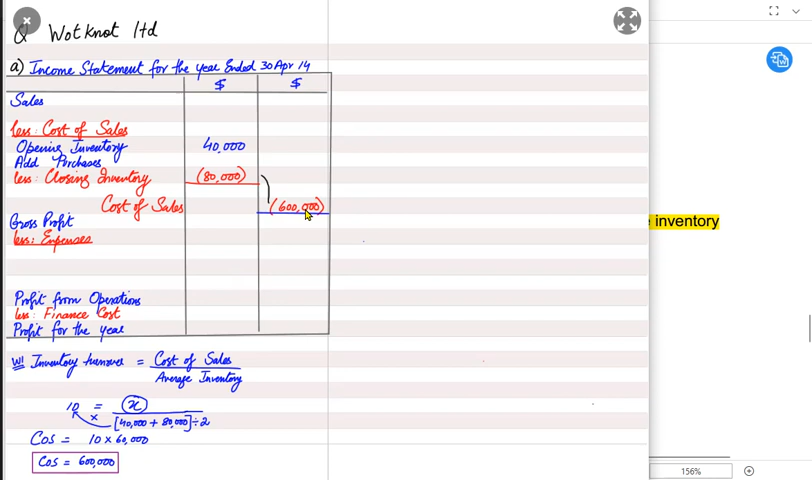 Q Wotknot ltd
a) Income Statement for the year Ended 30 Apr 14
$ $
Sales
less: Cost of Sales
Opening Inventory 40,000
Add Purchases
less: Closing Inventory (80,000)
Cost of Sales (600,000)
Gross Profit
less: Expenses
Profit from Operations
less: Finance Cost
Profit for the year
W1 Inventory turnover = Cost of Sales
Average Inventory
10 = x
[40,000 + 80,000] ÷ 2
Cos = 10 x 60,000
Cos = 600,000
inventory
156%